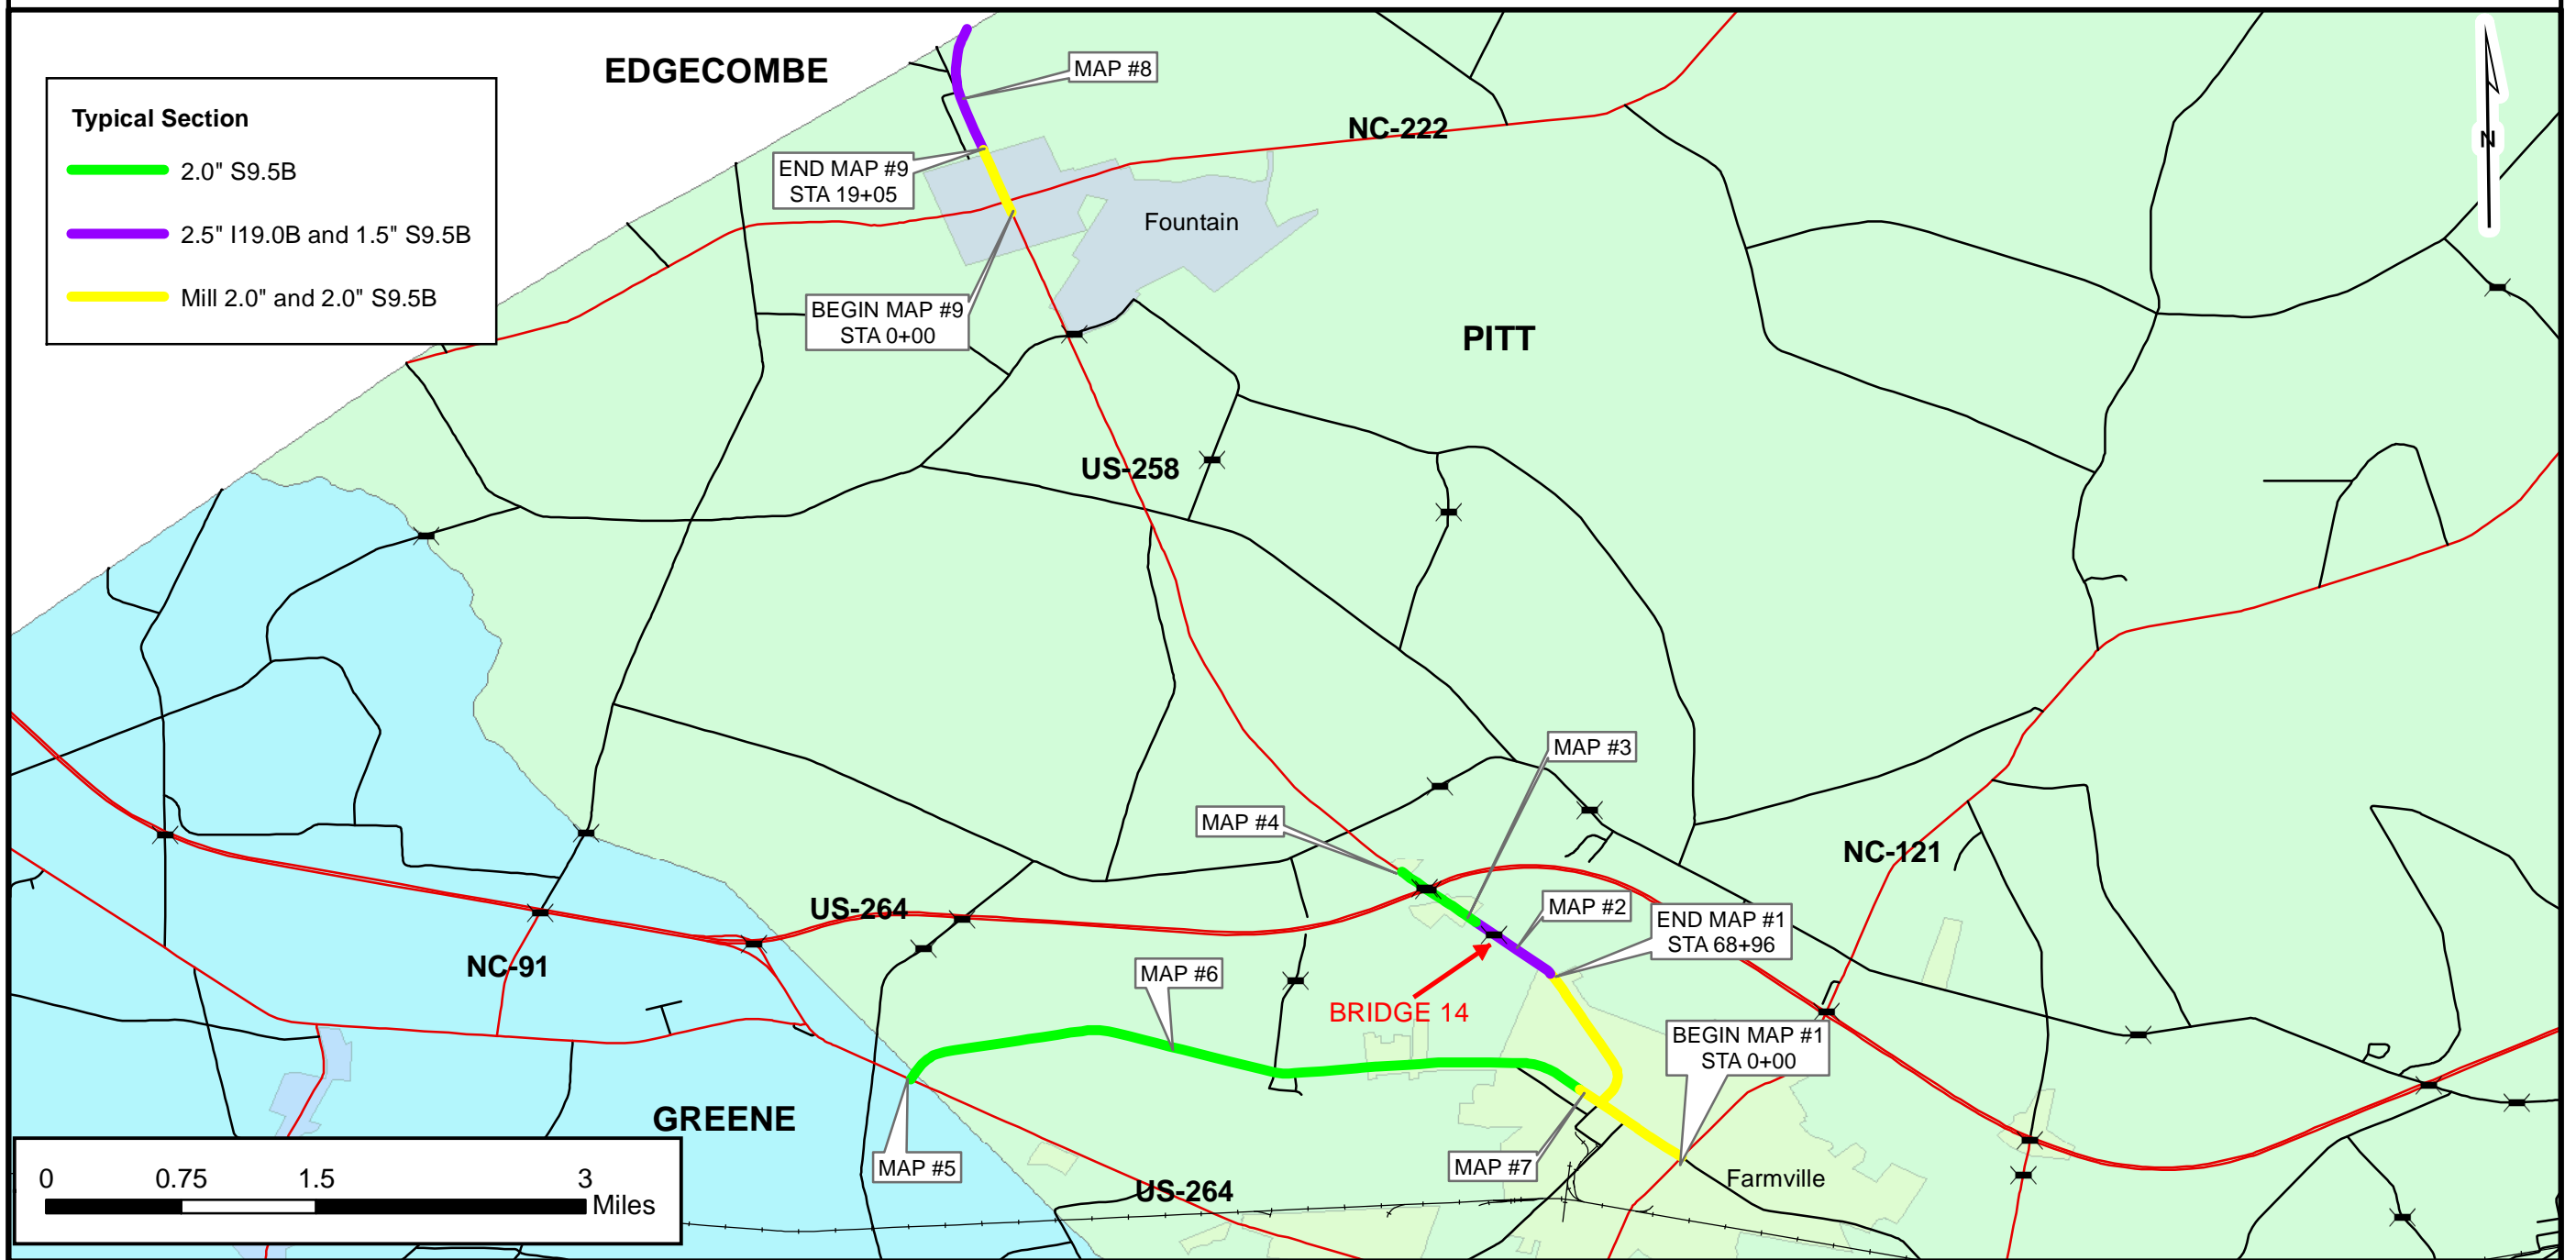 EDGECOMBE
MAP #8
Typical Section
2.0" S9.5B
2.5" I19.0B and 1.5" S9.5B
Mill 2.0" and 2.0" S9.5B
NC-222
N
END MAP #9
STA 19+05
Fountain
BEGIN MAP #9
STA 0+00
PITT
US-258
MAP #3
MAP #4
NC-121
MAP #2
US-264
END MAP #1
STA 68+96
NC-91
MAP #6
BRIDGE 14
BEGIN MAP #1
STA 0+00
GREENE
MAP #5
MAP #7
Farmville
US-264
0 0.75 1.5 3
Miles